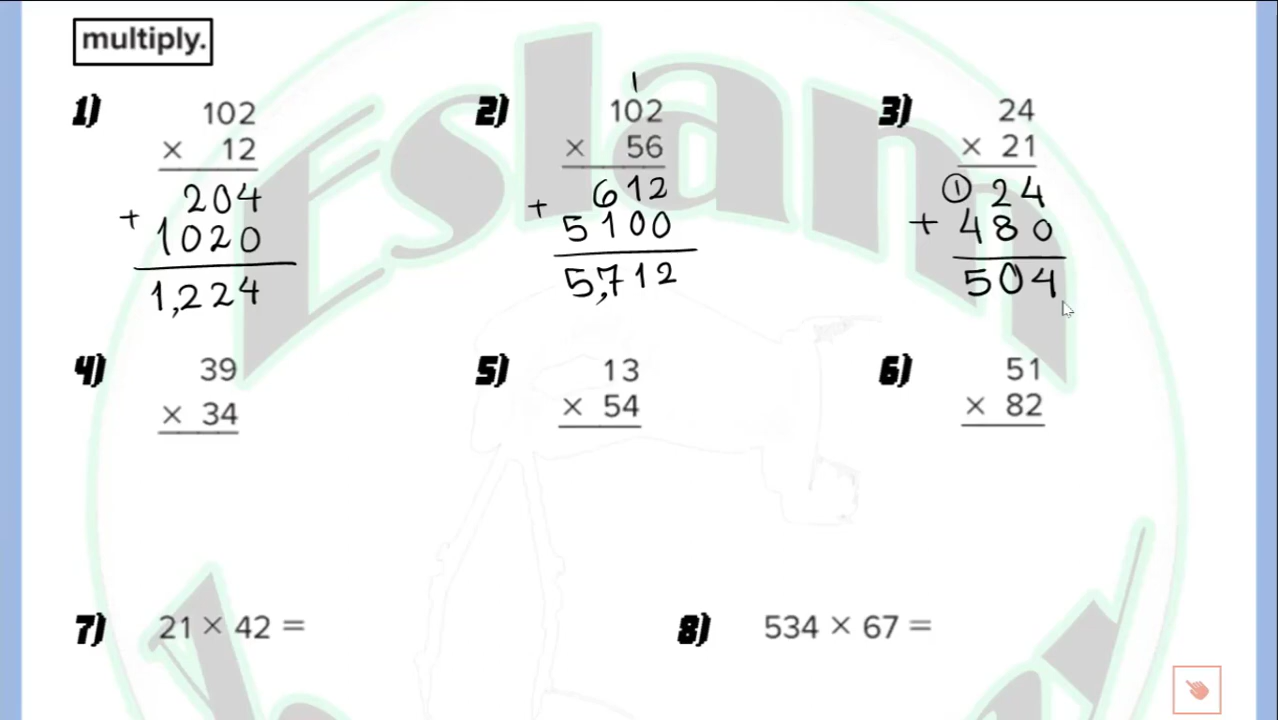 multiply.
1) 102 × 12 204 + 1020 1,224
2) 1 102 × 56 612 + 5100 5,712
3) 24 × 21 ① 24 + 480 504
4) 39 × 34
5) 13 × 54
6) 51 × 82
7) 21 × 42 =
8) 534 × 67 =
Eslam